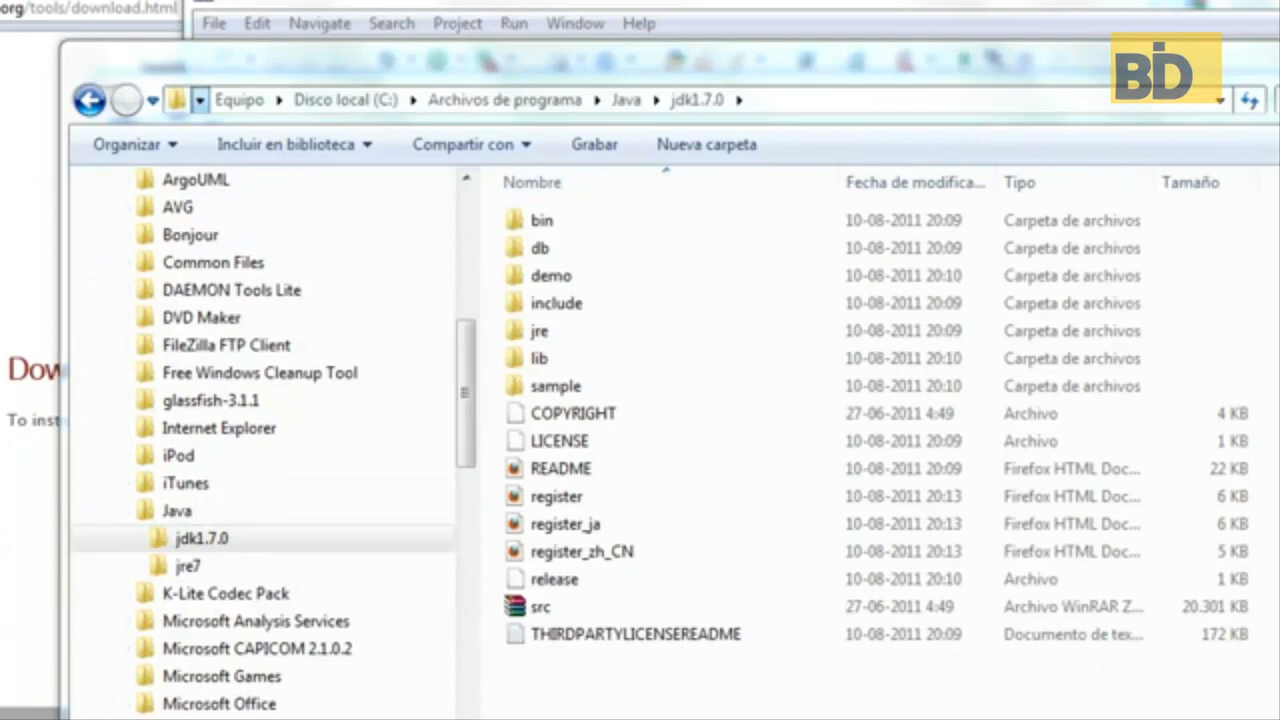 org/tools/download.html
File Edit Navigate Search Project Run Window Help
BID
Equipo Disco local (C:) Archivos de programa Java jdk1.7.0
Organizar Incluir en biblioteca Compartir con Grabar Nueva carpeta
Nombre Fecha de modifica... Tipo Tamaño
ArgoUML
AVG
Bonjour
Common Files
DAEMON Tools Lite
DVD Maker
FileZilla FTP Client
Free Windows Cleanup Tool
glassfish-3.1.1
Internet Explorer
iPod
iTunes
Java
jdk1.7.0
jre7
K-Lite Codec Pack
Microsoft Analysis Services
Microsoft CAPICOM 2.1.0.2
Microsoft Games
Microsoft Office
bin 10-08-2011 20:09 Carpeta de archivos
db 10-08-2011 20:09 Carpeta de archivos
demo 10-08-2011 20:10 Carpeta de archivos
include 10-08-2011 20:09 Carpeta de archivos
jre 10-08-2011 20:09 Carpeta de archivos
lib 10-08-2011 20:10 Carpeta de archivos
sample 10-08-2011 20:10 Carpeta de archivos
COPYRIGHT 27-06-2011 4:49 Archivo 4 KB
LICENSE 10-08-2011 20:09 Archivo 1 KB
README 10-08-2011 20:09 Firefox HTML Doc... 22 KB
register 10-08-2011 20:13 Firefox HTML Doc... 6 KB
register_ja 10-08-2011 20:13 Firefox HTML Doc... 6 KB
register_zh_CN 10-08-2011 20:13 Firefox HTML Doc... 5 KB
release 10-08-2011 20:10 Archivo 1 KB
src 27-06-2011 4:49 Archivo WinRAR Z... 20.301 KB
THIRDPARTYLICENSEREADME 10-08-2011 20:09 Documento de tex... 172 KB
Dow
To inst